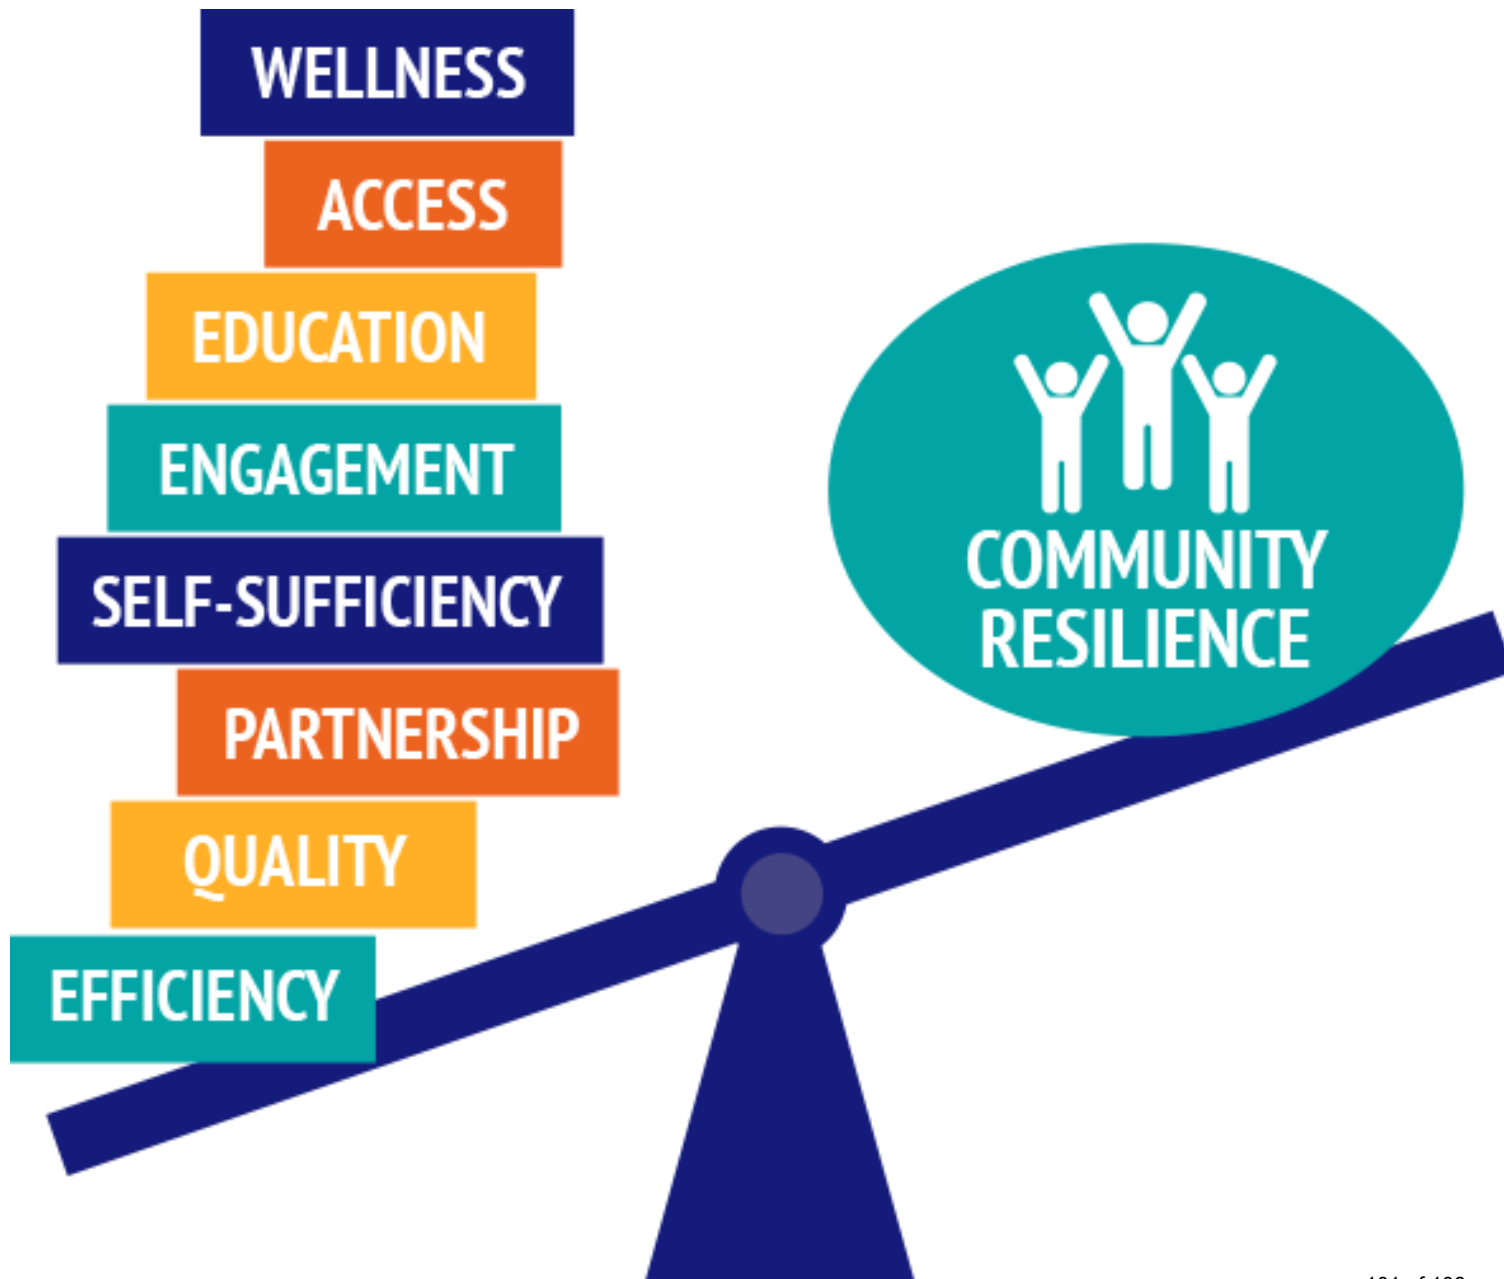 WELLNESS
ACCESS
EDUCATION
ENGAGEMENT
SELF-SUFFICIENCY
PARTNERSHIP
QUALITY
EFFICIENCY
COMMUNITY
RESILIENCE